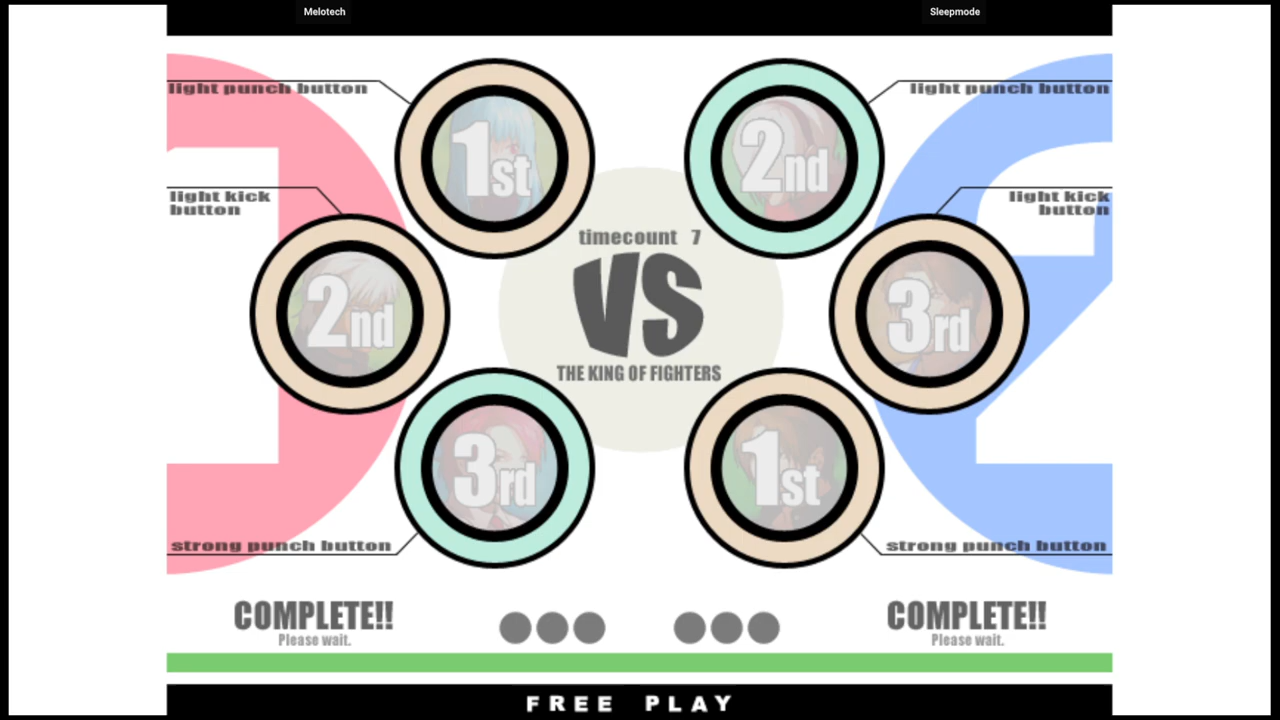 Melotech
Sleepmode
light punch button
light punch button
1st
2nd
light kick
button
light kick
button
timecount 7
VS
THE KING OF FIGHTERS
2nd
3rd
3rd
1st
strong punch button
strong punch button
COMPLETE!!
Please wait.
COMPLETE!!
Please wait.
FREE PLAY